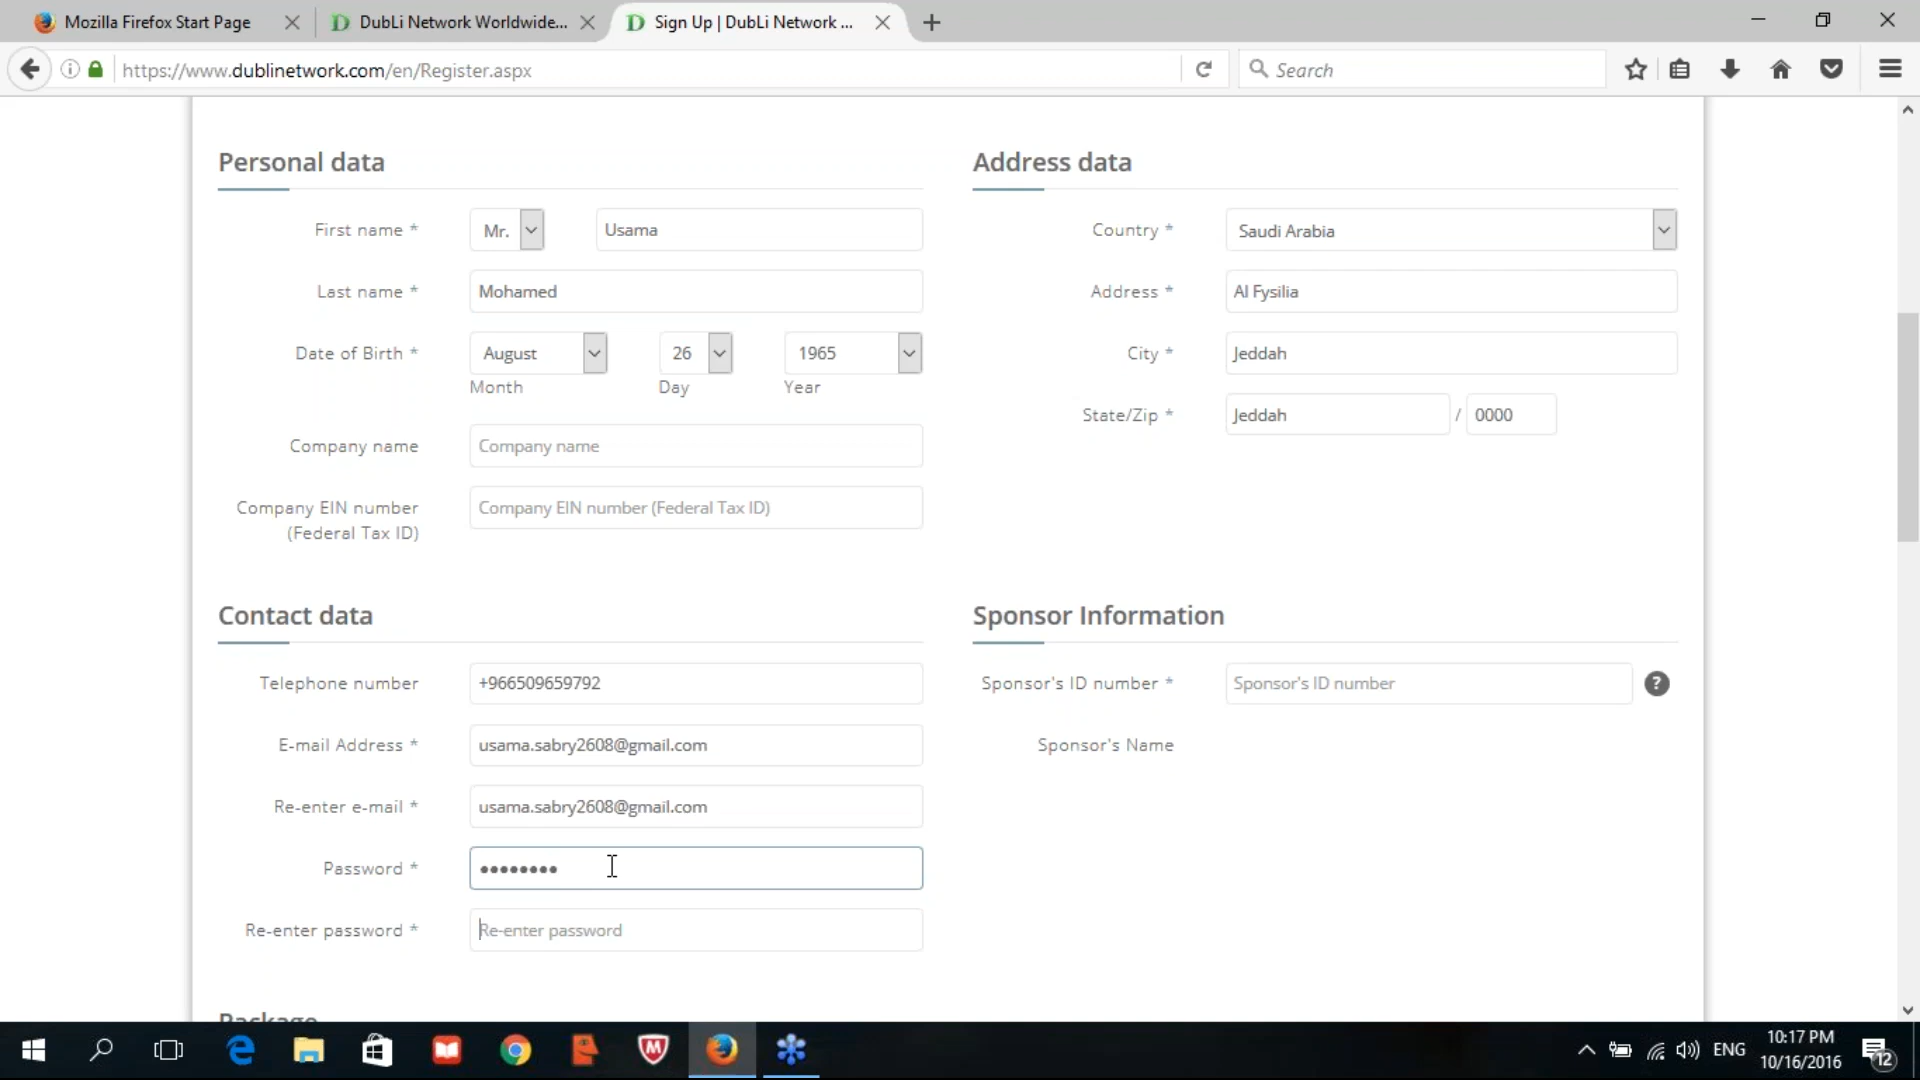 Mozilla Firefox Start Page
DubLi Network Worldwide...
Sign Up | DubLi Network ...
https://www.dublinetwork.com/en/Register.aspx
Search
Personal data
First name *
Mr.
Usama
Last name *
Mohamed
Date of Birth *
August
26
1965
Month
Day
Year
Company name
Company name
Company EIN number
(Federal Tax ID)
Company EIN number (Federal Tax ID)
Address data
Country *
Saudi Arabia
Address *
Al Fysilia
City *
Jeddah
State/Zip *
Jeddah
/
0000
Contact data
Telephone number
+966509659792
E-mail Address *
usama.sabry2608@gmail.com
Re-enter e-mail *
usama.sabry2608@gmail.com
Password *
••••••••
Re-enter password *
Re-enter password
Sponsor Information
Sponsor's ID number *
Sponsor's ID number
?
Sponsor's Name
Package
ENG
10:17 PM
10/16/2016
12